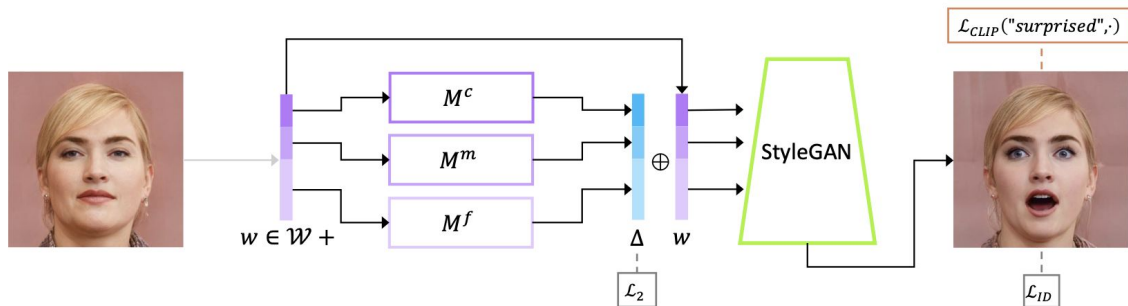 ℒ_CLIP("surprised",·)
M^c
M^m
M^f
StyleGAN
⊕
w ∈ 𝒲 +
Δ
w
ℒ_2
ℒ_ID